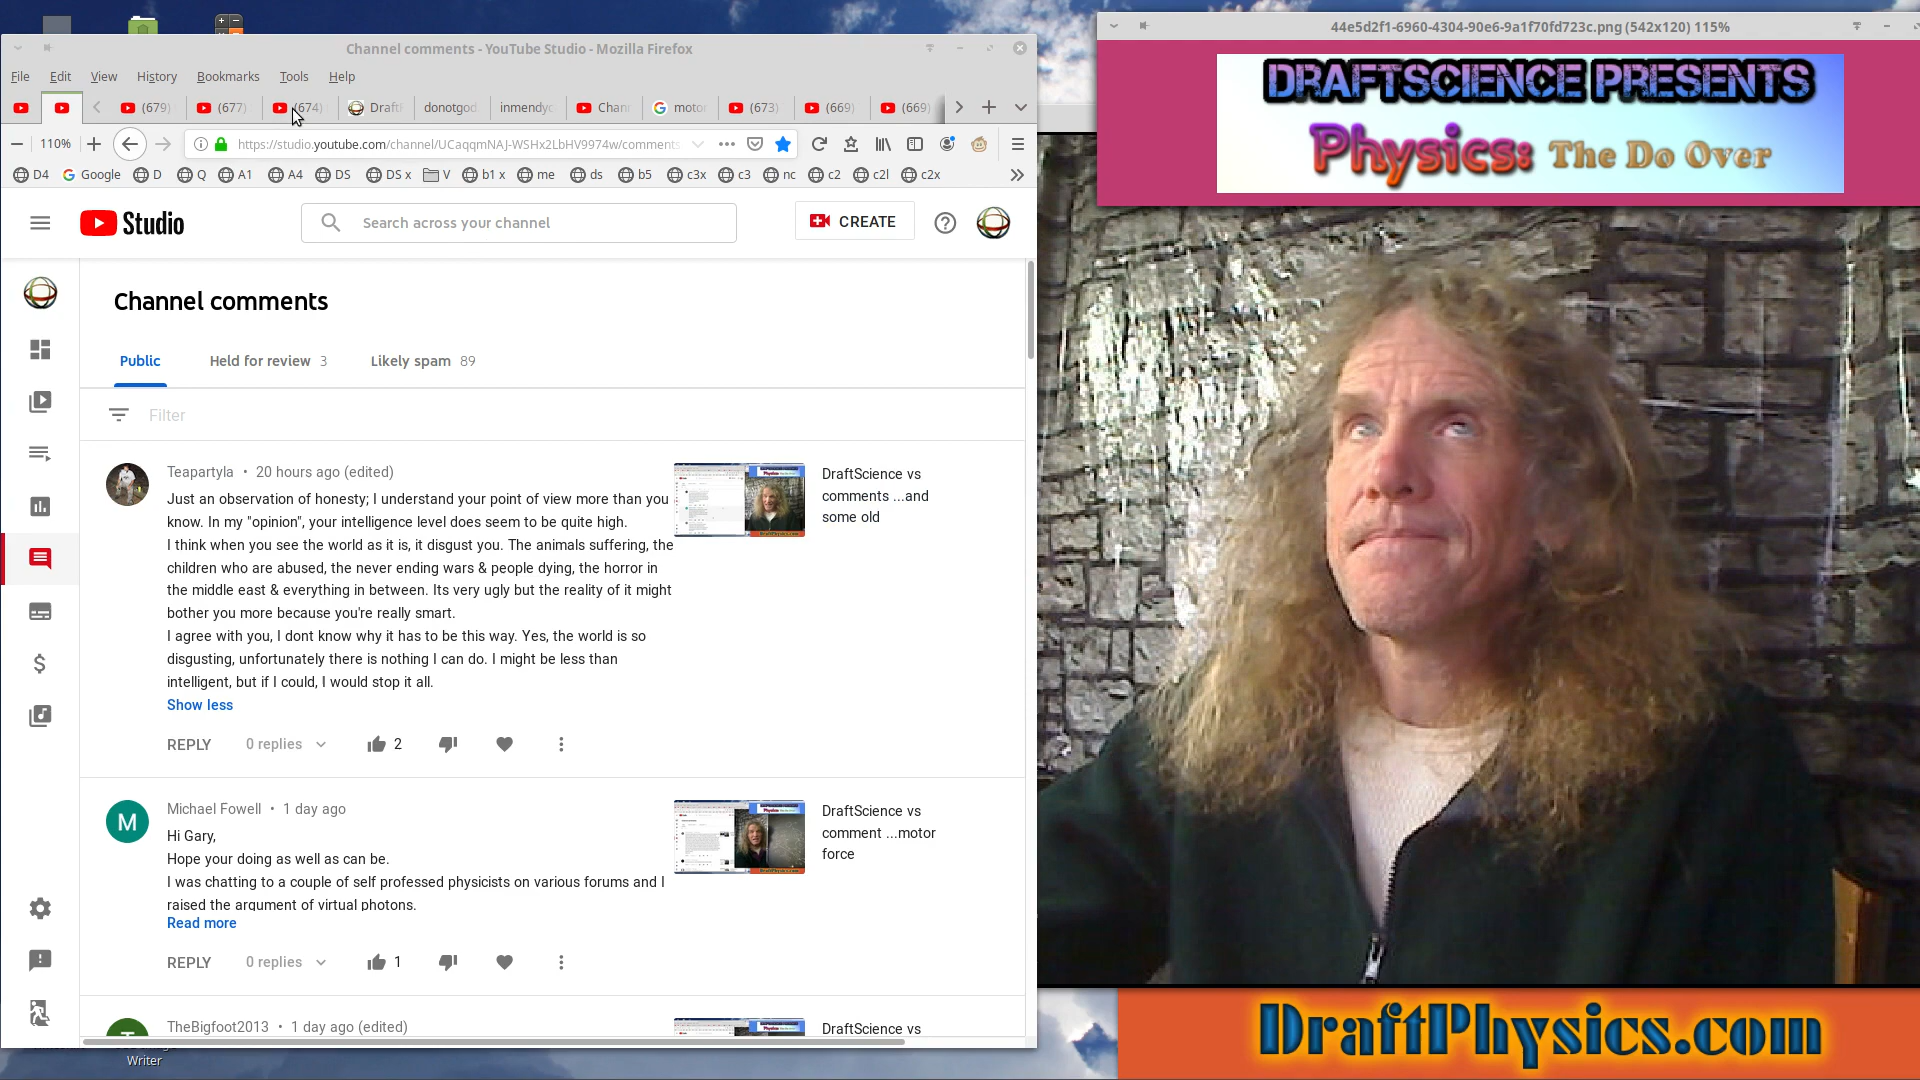 44e5d2f1-6960-4304-90e6-9a1f70fd723c.png (542x120) 115%
Channel comments - YouTube Studio - Mozilla Firefox
File Edit View History Bookmarks Tools Help
(679) (677) (674) Draft donotgod inmendyc Chan motor (673) (669) (669)
110% https://studio.youtube.com/channel/UCaqqmNAJ-WSHx2LbHV9974w/comments
D4 Google D Q A1 A4 DS DS x V b1 x me ds b5 c3x c3 nc c2 c2l c2x
Studio Search across your channel CREATE
Channel comments
Public Held for review 3 Likely spam 89
Filter
Teapartyla • 20 hours ago (edited)
Just an observation of honesty; I understand your point of view more than you
know. In my "opinion", your intelligence level does seem to be quite high.
I think when you see the world as it is, it disgust you. The animals suffering, the
children who are abused, the never ending wars & people dying, the horror in
the middle east & everything in between. Its very ugly but the reality of it might
bother you more because you're really smart.
I agree with you, I dont know why it has to be this way. Yes, the world is so
disgusting, unfortunately there is nothing I can do. I might be less than
intelligent, but if I could, I would stop it all.
Show less
REPLY 0 replies 2
DraftScience vs
comments ...and
some old
Michael Fowell • 1 day ago
Hi Gary,
Hope your doing as well as can be.
I was chatting to a couple of self professed physicists on various forums and I
raised the argument of virtual photons.
Read more
REPLY 0 replies 1
DraftScience vs
comment ...motor
force
M
TheBigfoot2013 • 1 day ago (edited)
DraftScience vs
Writer
DRAFTSCIENCE PRESENTS
Physics: The Do Over
DraftPhysics.com